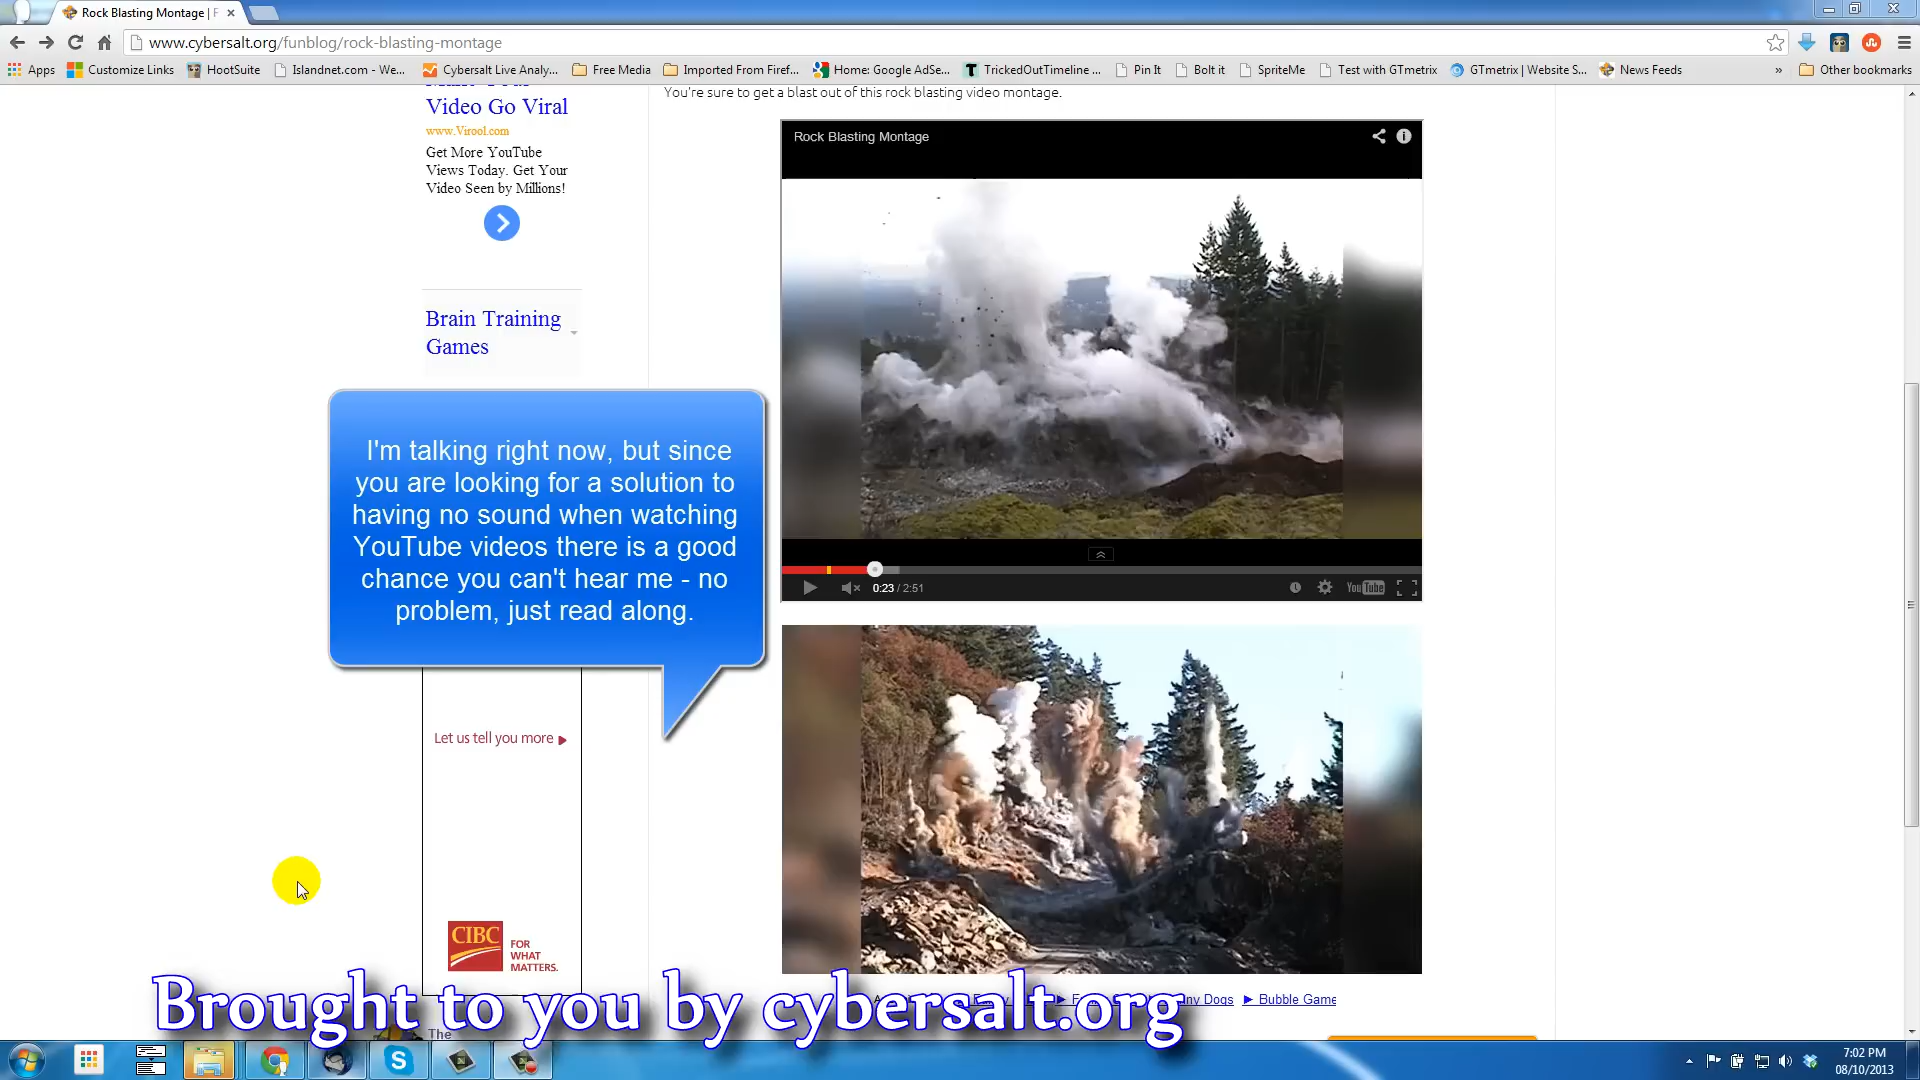 Rock Blasting Montage | F
www.cybersalt.org/funblog/rock-blasting-montage
Apps
Customize Links
HootSuite
Islandnet.com - We...
Cybersalt Live Analy...
Free Media
Imported From Firef...
Home: Google AdSe...
TrickedOutTimeline ...
Pin It
Bolt it
SpriteMe
Test with GTmetrix
GTmetrix | Website S...
News Feeds
»
Other bookmarks
You're sure to get a blast out of this rock blasting video montage.
Video Go Viral
www.Virool.com
Get More YouTube
Views Today. Get Your
Video Seen by Millions!
Brain Training
Games
Rock Blasting Montage
I'm talking right now, but since
you are looking for a solution to
having no sound when watching
YouTube videos there is a good
chance you can't hear me - no
problem, just read along.
0:23 / 2:51
YouTube
Let us tell you more
CIBC
FOR
WHAT
MATTERS.
ny Dogs
Bubble Game
Brought to you by cybersalt.org
The
7:02 PM
08/10/2013